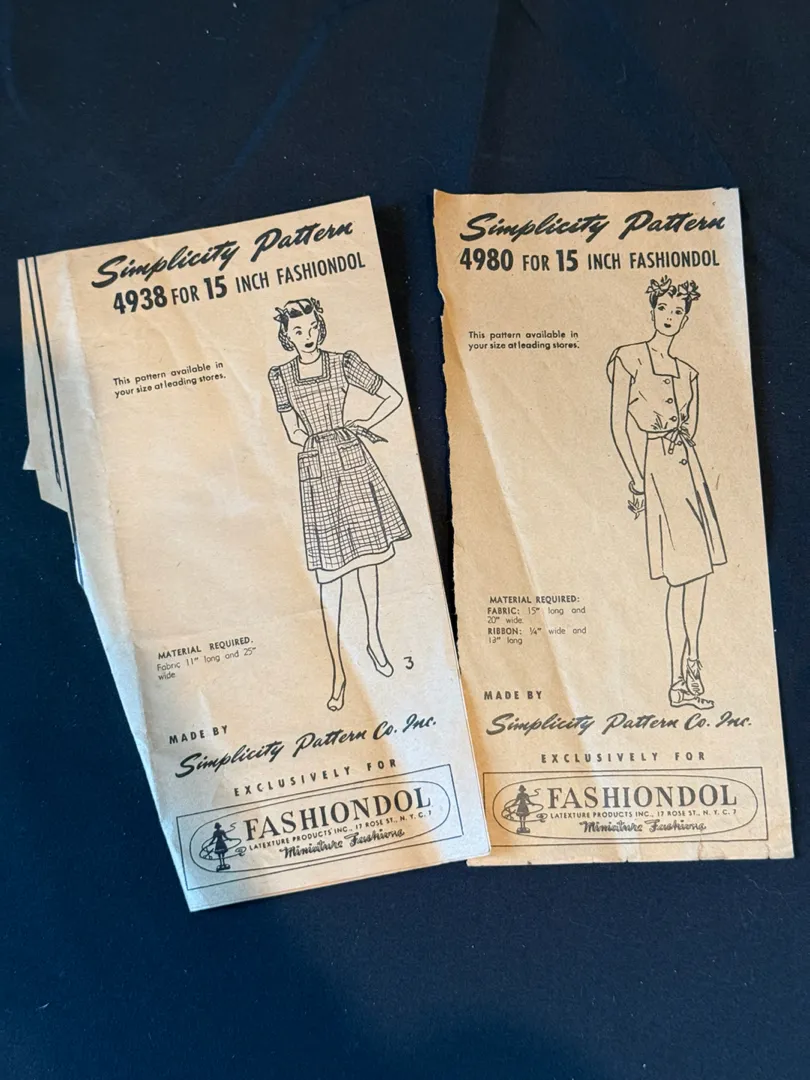 Simplicity Pattern
4938 FOR 15 INCH FASHIONDOL
This pattern available in
your size at leading stores.
MATERIAL REQUIRED.
Fabric 11" long and 25"
wide
3
MADE BY
Simplicity Pattern Co. Inc.
EXCLUSIVELY FOR
FASHIONDOL
LATEXTURE PRODUCTS INC., 17 ROSE ST., N. Y. C. 7
Miniature Fashions
Simplicity Pattern
4980 FOR 15 INCH FASHIONDOL
This pattern available in
your size at leading stores.
MATERIAL REQUIRED:
FABRIC: 15" long and
20" wide.
RIBBON: ¼" wide and
13" long
MADE BY
Simplicity Pattern Co. Inc.
EXCLUSIVELY FOR
FASHIONDOL
LATEXTURE PRODUCTS INC., 17 ROSE ST., N. Y. C. 7
Miniature Fashions